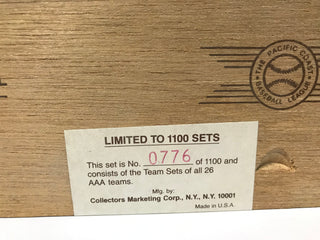 THE PACIFIC COAST
BASEBALL LEAGUE
LIMITED TO 1100 SETS
This set is No. 0776 of 1100 and
consists of the Team Sets of all 26
AAA teams.
Mfg. by:
Collectors Marketing Corp., N.Y., N.Y. 10001
Made in U.S.A.